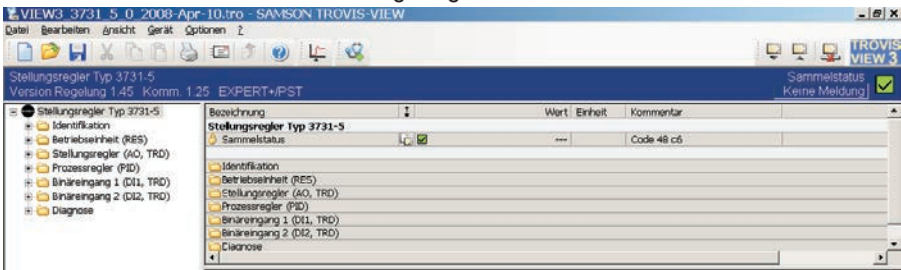 VIEW3_3731_5_0_2008-Apr-10.tro - SAMSON TROVIS-VIEW
Datei Bearbeiten Ansicht Gerät Optionen ?
TROVIS
VIEW 3
Stellungsregler Typ 3731-5
Version Regelung 1.45 Komm. 1.25 EXPERT+/PST
Sammelstatus
Keine Meldung
Stellungsregler Typ 3731-5
Identifikation
Betriebseinheit (RES)
Stellungsregler (AO, TRD)
Prozessregler (PID)
Binäreingang 1 (DI1, TRD)
Binäreingang 2 (DI2, TRD)
Diagnose
Bezeichnung Wert Einheit Kommentar
Stellungsregler Typ 3731-5
Sammelstatus ---- Code 48 c6
Identifikation
Betriebseinheit (RES)
Stellungsregler (AO, TRD)
Prozessregler (PID)
Binäreingang 1 (DI1, TRD)
Binäreingang 2 (DI2, TRD)
Diagnose